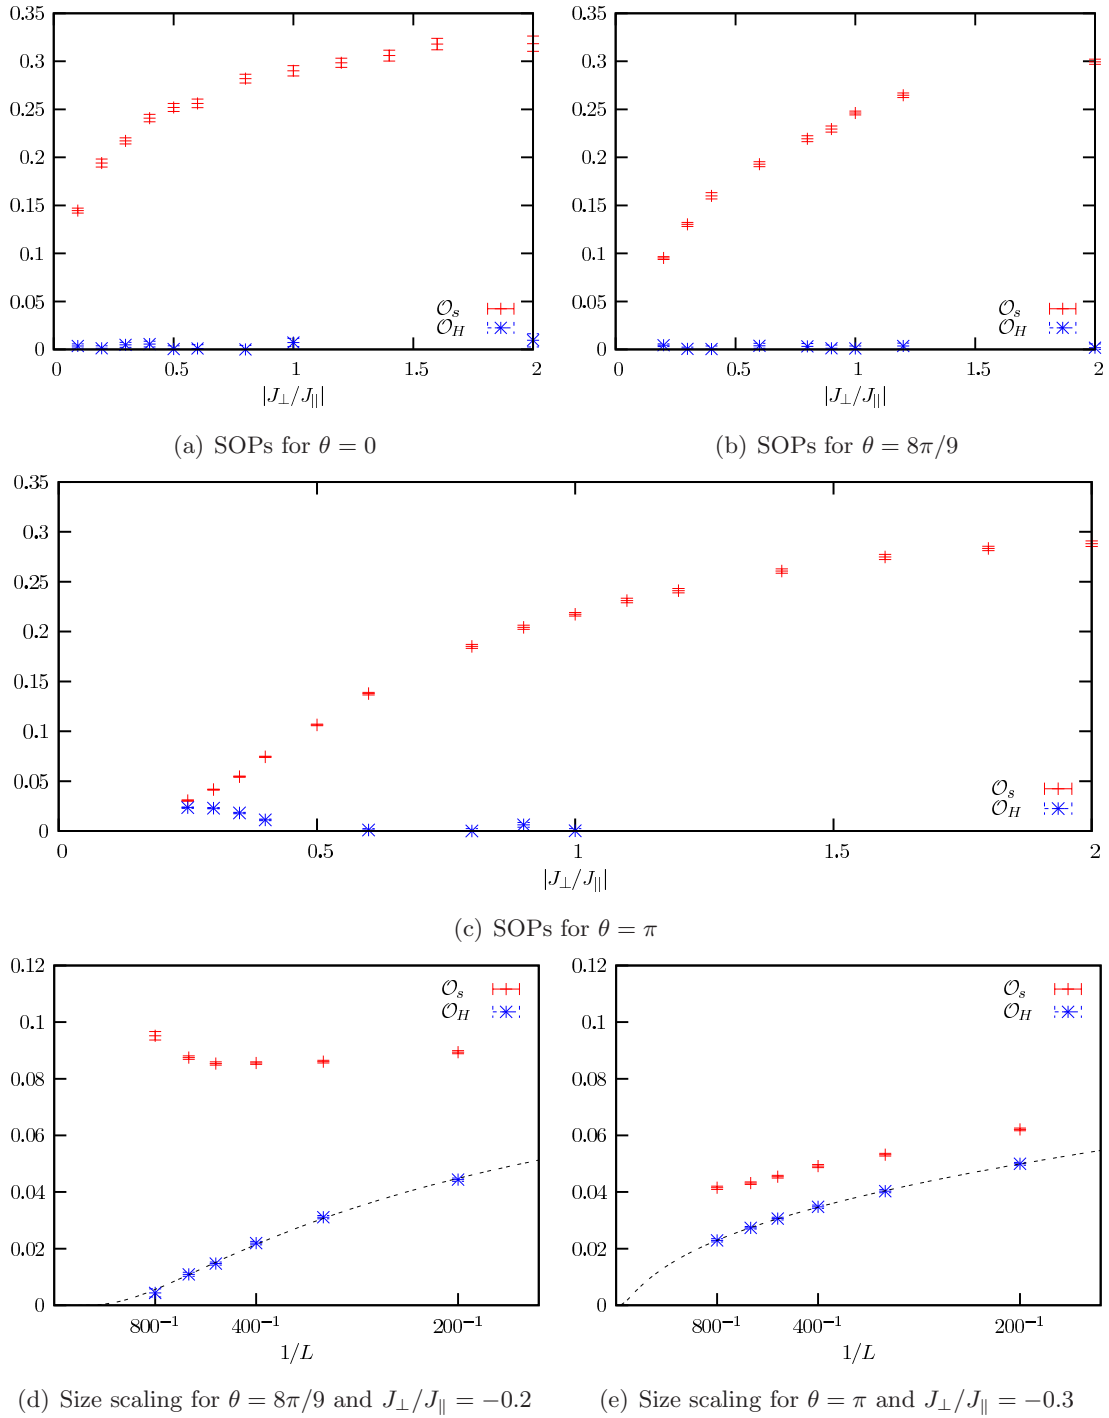 0.35
0.3
0.25
0.2
0.15
0.1
0.05
0
0 0.5 1 1.5 2
|J⊥/J||||
𝒪s
𝒪H
(a) SOPs for θ = 0
0.35
0.3
0.25
0.2
0.15
0.1
0.05
0
0 0.5 1 1.5 2
|J⊥/J||||
𝒪s
𝒪H
(b) SOPs for θ = 8π/9
0.35
0.3
0.25
0.2
0.15
0.1
0.05
0
0 0.5 1 1.5 2
|J⊥/J||||
𝒪s
𝒪H
(c) SOPs for θ = π
0.12
0.1
0.08
0.06
0.04
0.02
0
800⁻¹ 400⁻¹ 200⁻¹
1/L
𝒪s
𝒪H
(d) Size scaling for θ = 8π/9 and J⊥/J|| = −0.2
0.12
0.1
0.08
0.06
0.04
0.02
0
800⁻¹ 400⁻¹ 200⁻¹
1/L
𝒪s
𝒪H
(e) Size scaling for θ = π and J⊥/J|| = −0.3